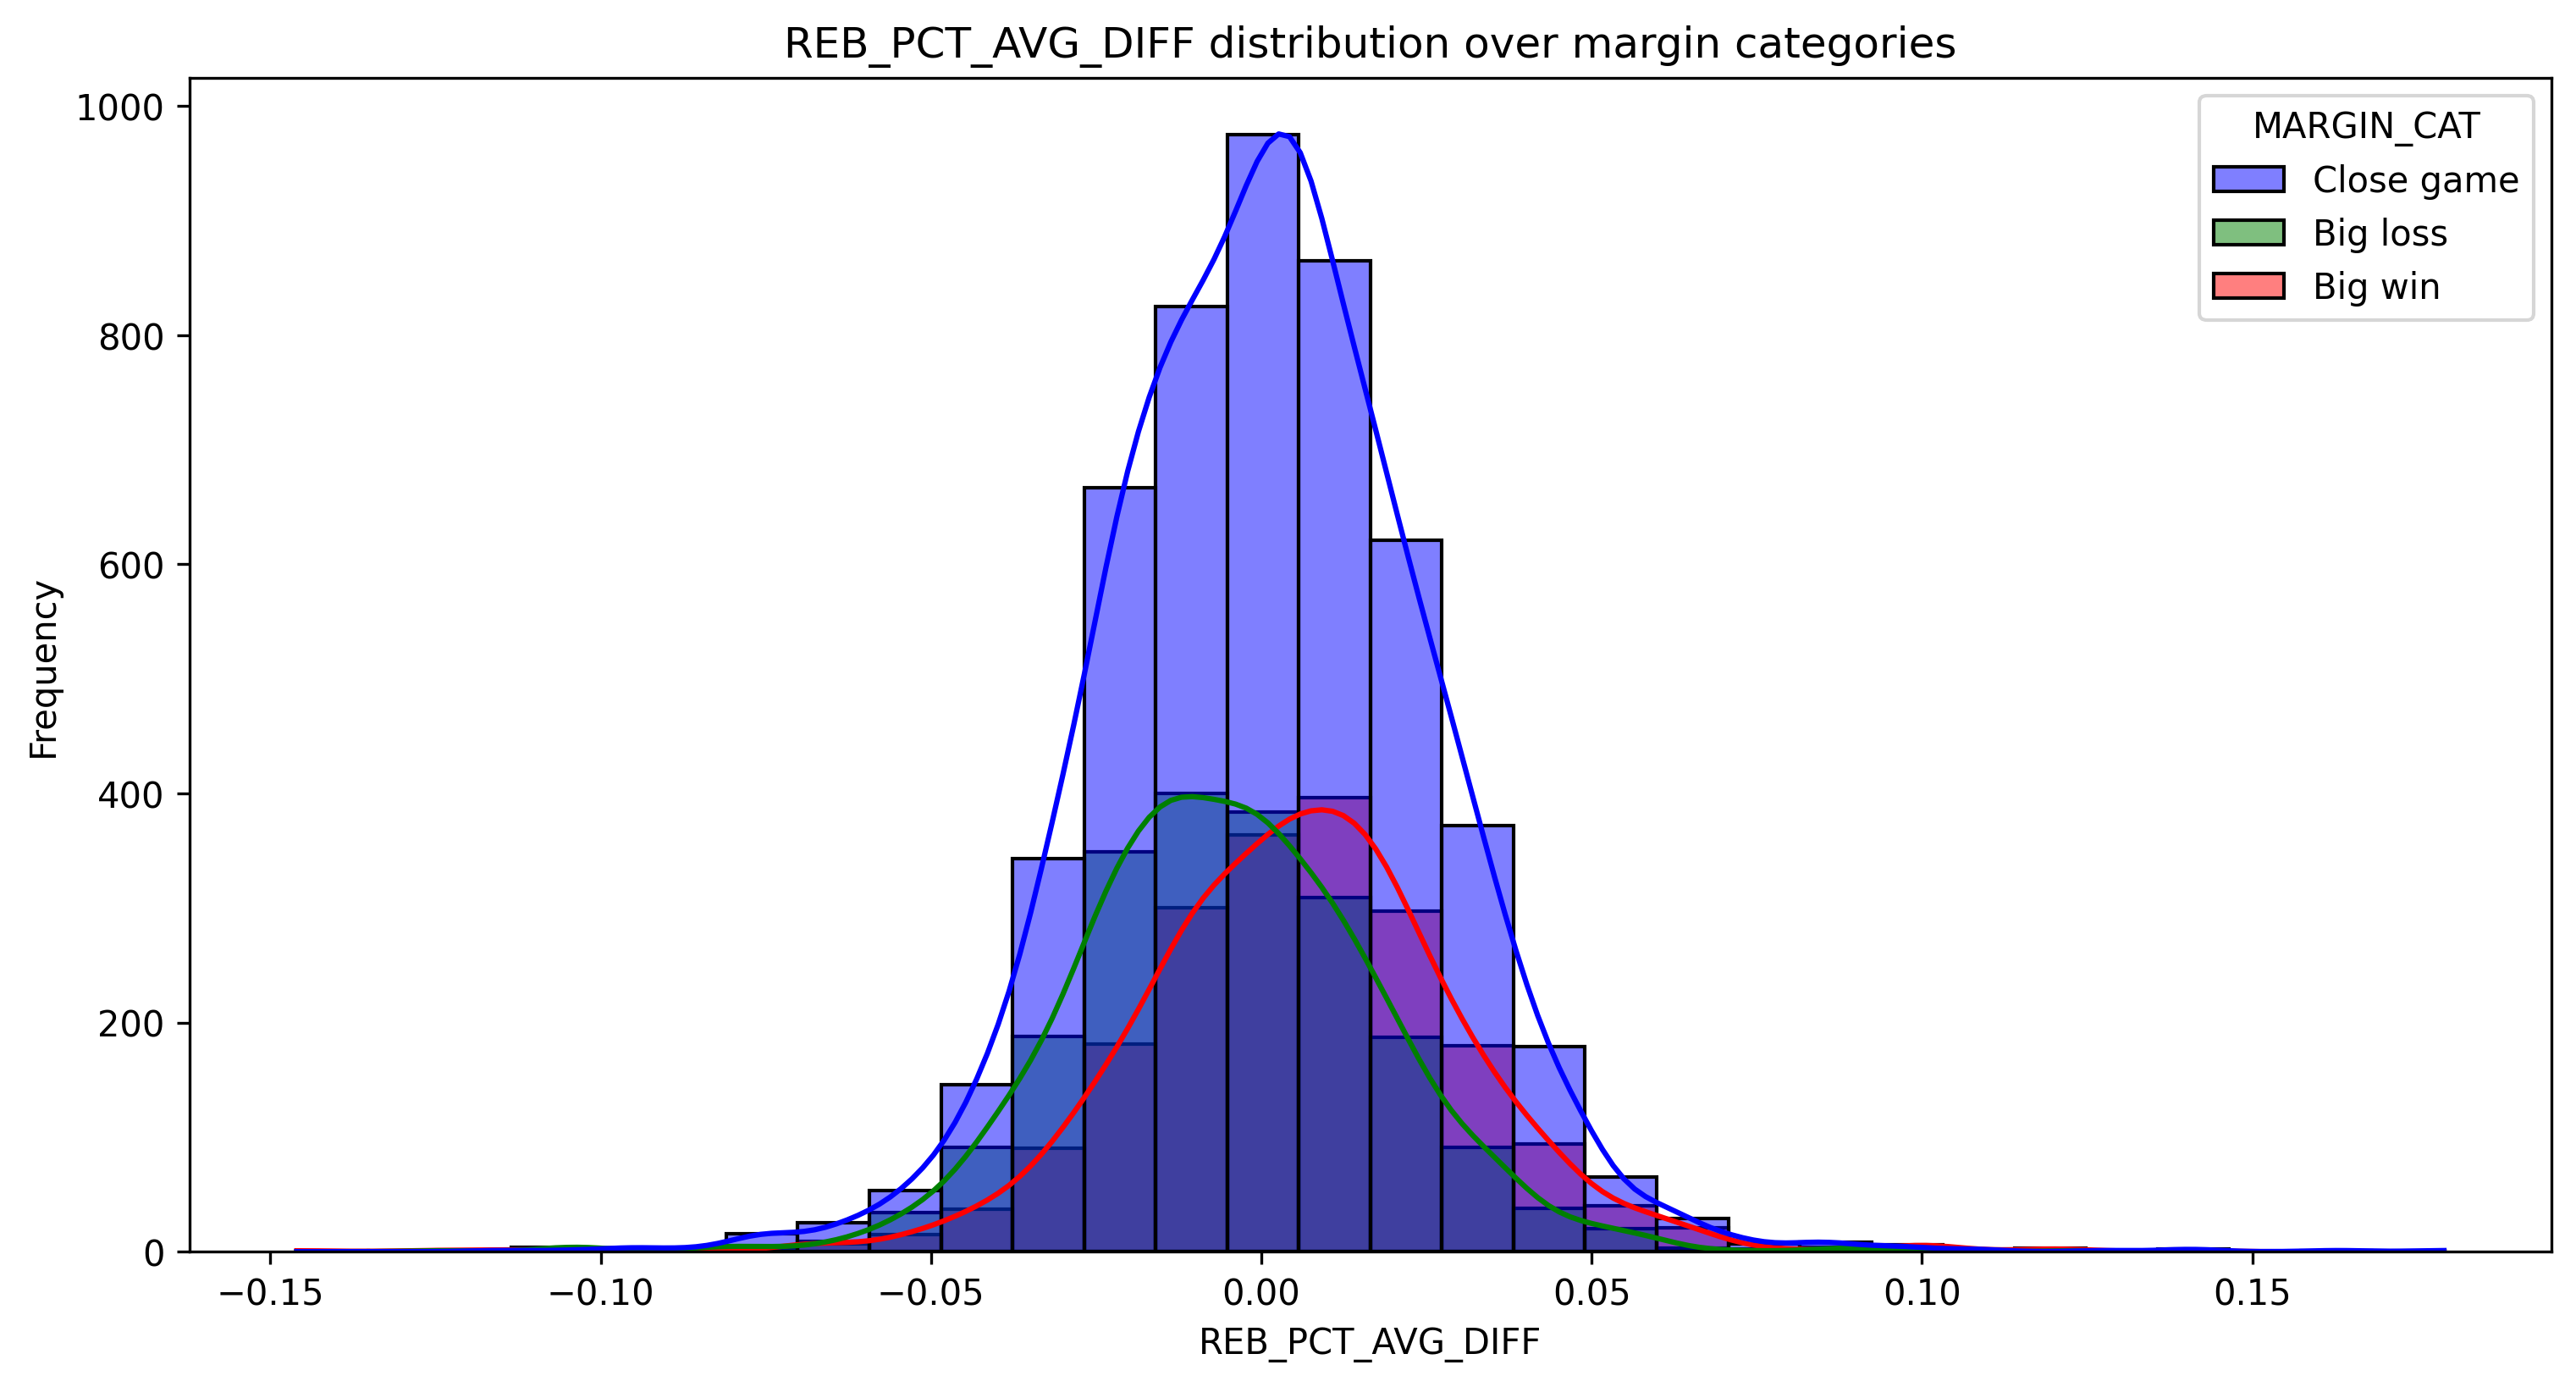 REB_PCT_AVG_DIFF distribution over margin categories
MARGIN_CAT
Close game
Big loss
Big win
Frequency
1000
800
600
400
200
0
−0.15 −0.10 −0.05 0.00 0.05 0.10 0.15
REB_PCT_AVG_DIFF